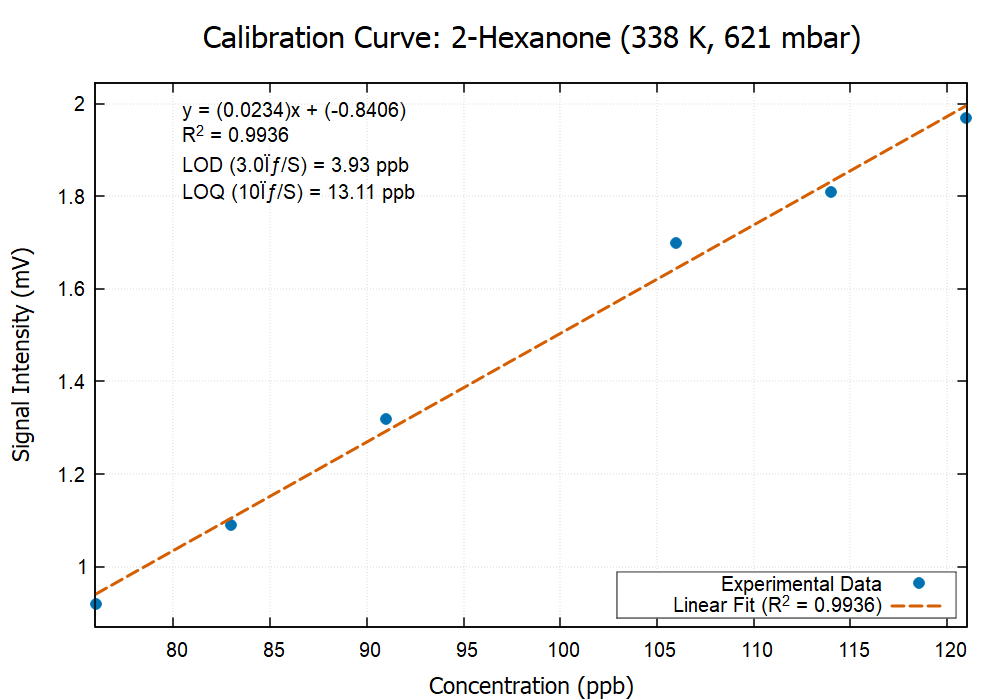 Calibration Curve: 2-Hexanone (338 K, 621 mbar)
y = (0.0234)x + (-0.8406)
R² = 0.9936
LOD (3.0Ïƒ/S) = 3.93 ppb
LOQ (10Ïƒ/S) = 13.11 ppb
Signal Intensity (mV)
2
1.8
1.6
1.4
1.2
1
Experimental Data
Linear Fit (R² = 0.9936)
80 85 90 95 100 105 110 115 120
Concentration (ppb)